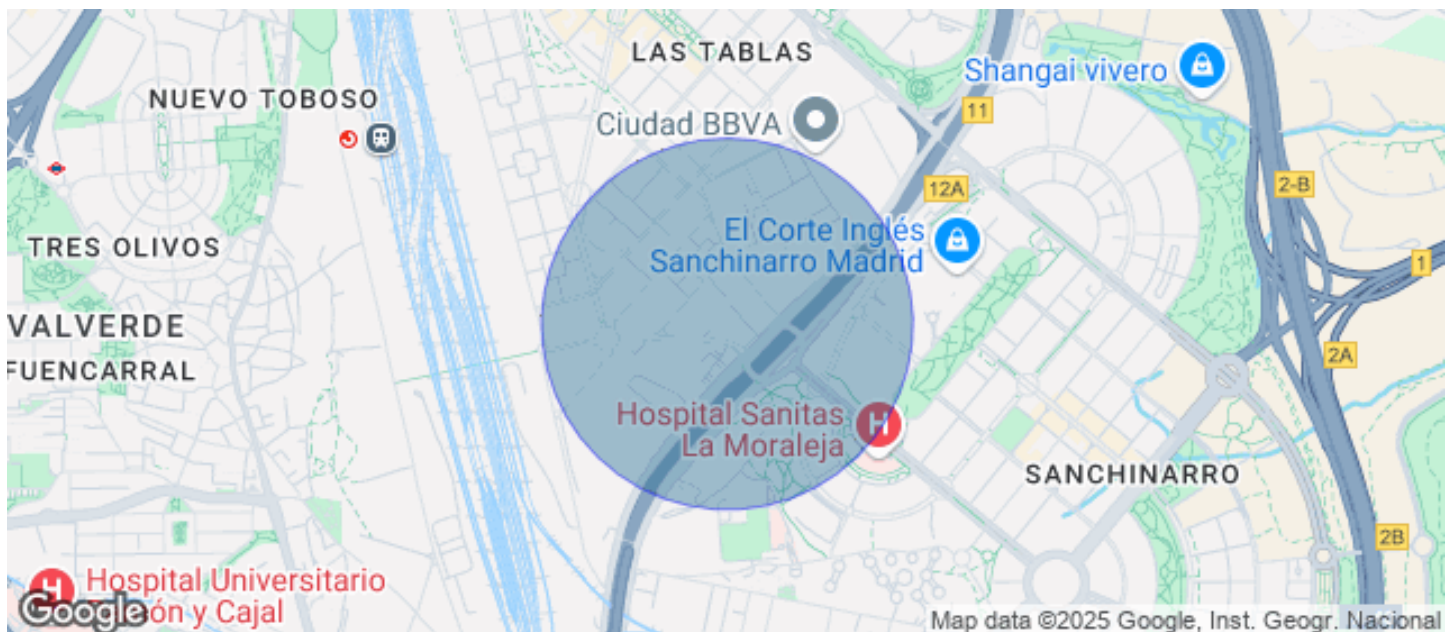 LAS TABLAS
Shangai vivero
NUEVO TOBOSO
11
Ciudad BBVA
12A
2-B
El Corte Inglés
Sanchinarro Madrid
TRES OLIVOS
1
VALVERDE
2A
FUENCARRAL
Hospital Sanitas
La Moraleja
H
SANCHINARRO
2B
H
Hospital Universitario
y Cajal
Google
Map data ©2025 Google, Inst. Geogr. Nacional